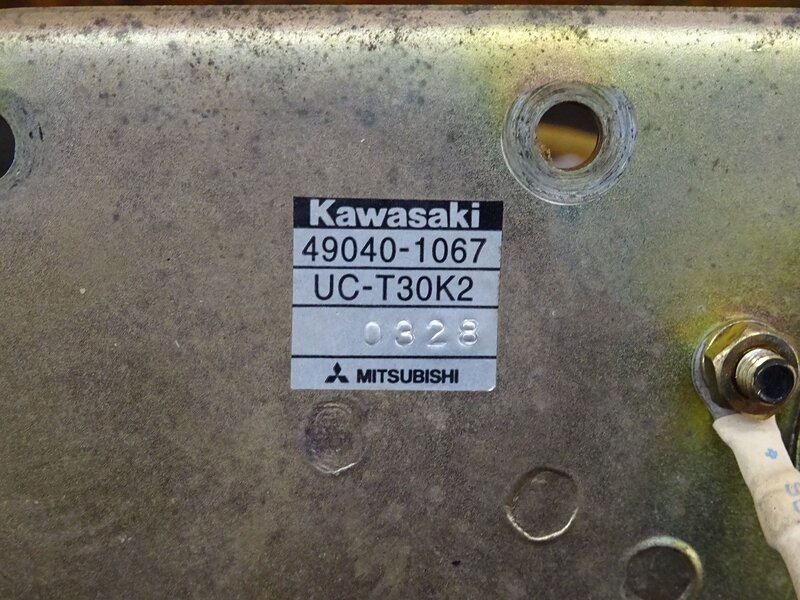 Kawasaki
49040-1067
UC-T30K2
0328
MITSUBISHI